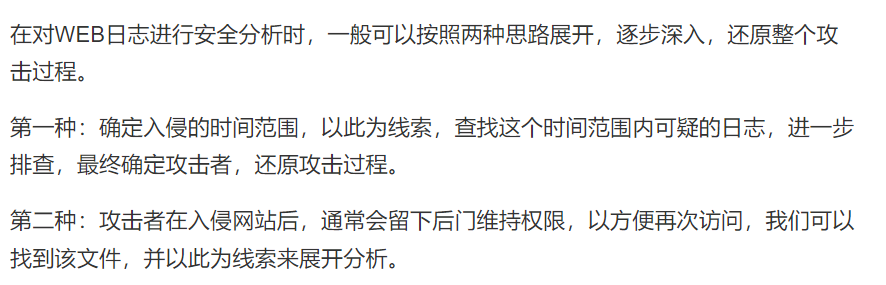 在对WEB日志进行安全分析时，一般可以按照两种思路展开，逐步深入，还原整个攻
击过程。
第一种：确定入侵的时间范围，以此为线索，查找这个时间范围内可疑的日志，进一步
排查，最终确定攻击者，还原攻击过程。
第二种：攻击者在入侵网站后，通常会留下后门维持权限，以方便再次访问，我们可以
找到该文件，并以此为线索来展开分析。